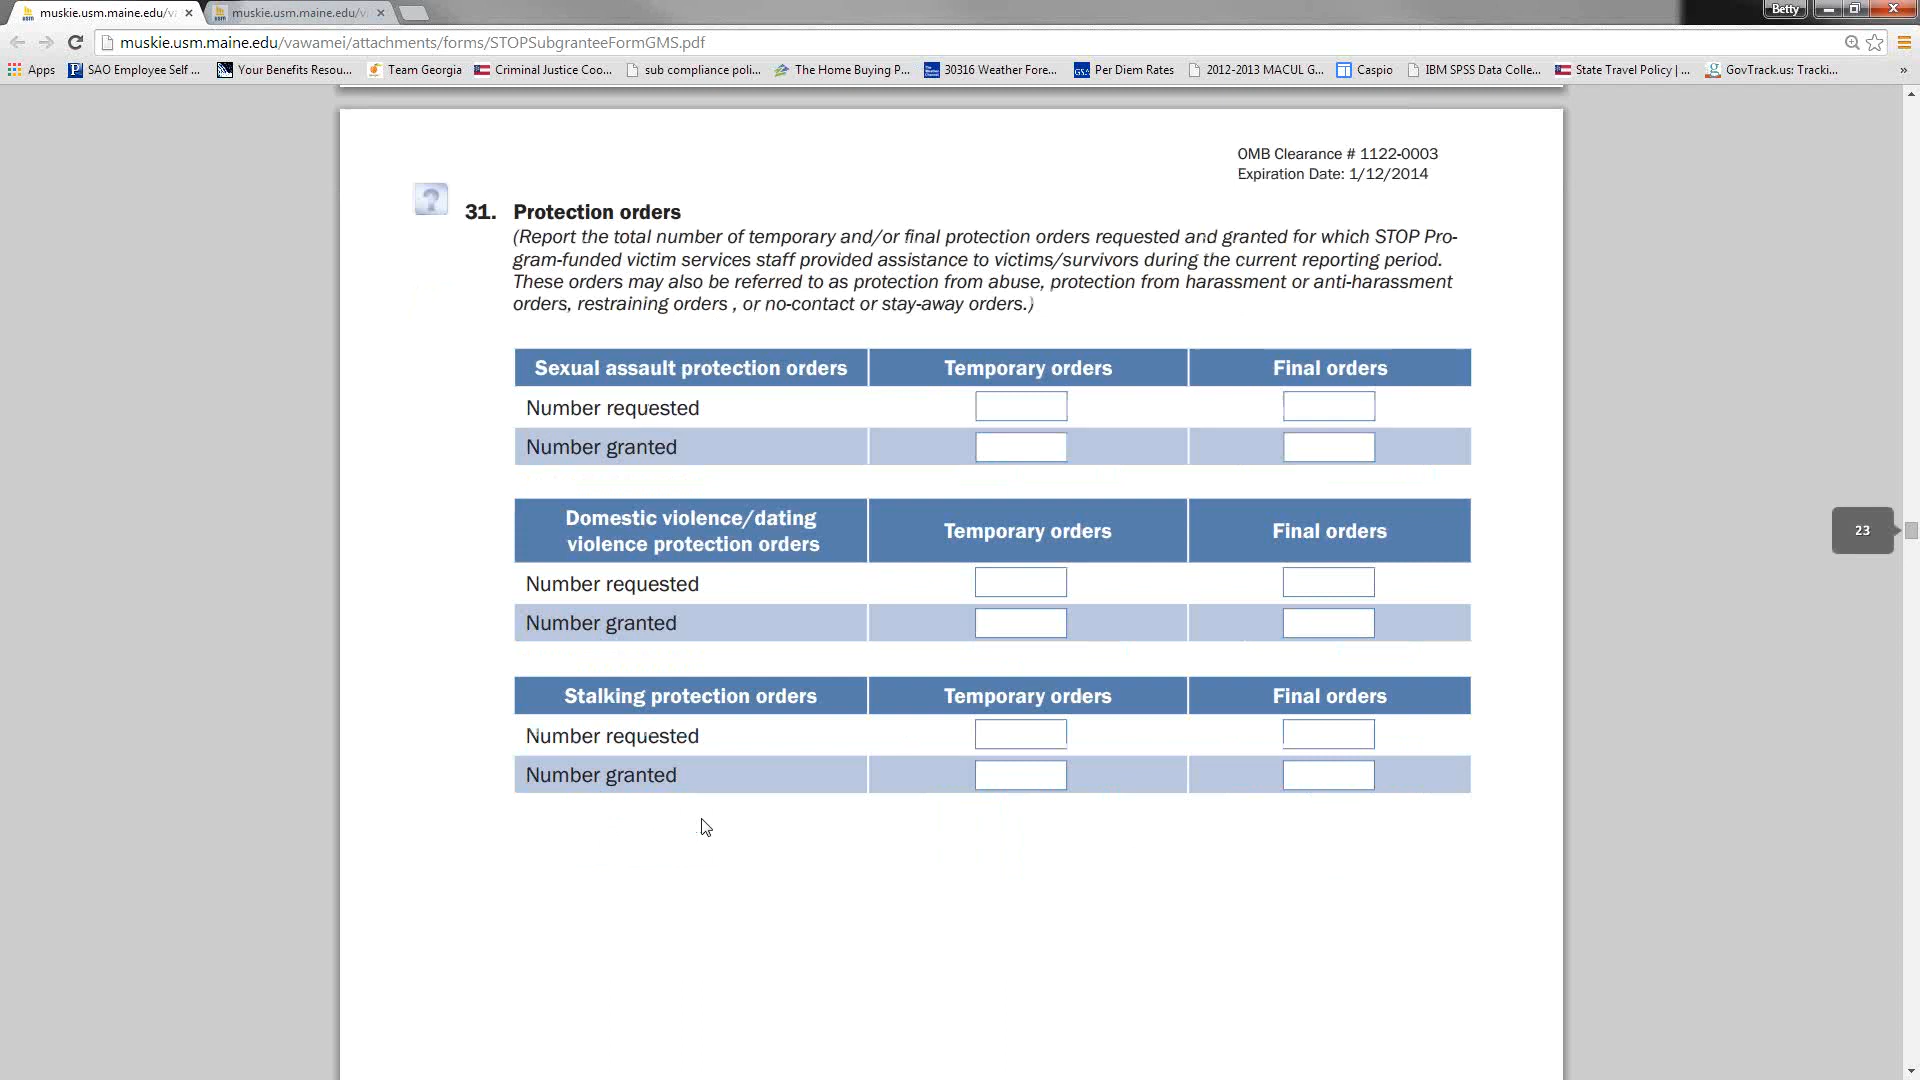 muskie.usm.maine.edu/v
muskie.usm.maine.edu/v
Betty
muskie.usm.maine.edu/vawamei/attachments/forms/STOPSubgranteeFormGMS.pdf
Apps
SAO Employee Self ...
Your Benefits Resou...
Team Georgia
Criminal Justice Coo...
sub compliance poli...
The Home Buying P...
30316 Weather Fore...
Per Diem Rates
2012-2013 MACUL G...
Caspio
IBM SPSS Data Colle...
State Travel Policy | ...
GovTrack.us: Tracki...
»
OMB Clearance # 1122-0003
Expiration Date: 1/12/2014
?
31. Protection orders
(Report the total number of temporary and/or final protection orders requested and granted for which STOP Pro-
gram-funded victim services staff provided assistance to victims/survivors during the current reporting period.
These orders may also be referred to as protection from abuse, protection from harassment or anti-harassment
orders, restraining orders , or no-contact or stay-away orders.)
Sexual assault protection orders Temporary orders Final orders
Number requested
Number granted
Domestic violence/dating
violence protection orders Temporary orders Final orders
Number requested
Number granted
23
Stalking protection orders Temporary orders Final orders
Number requested
Number granted